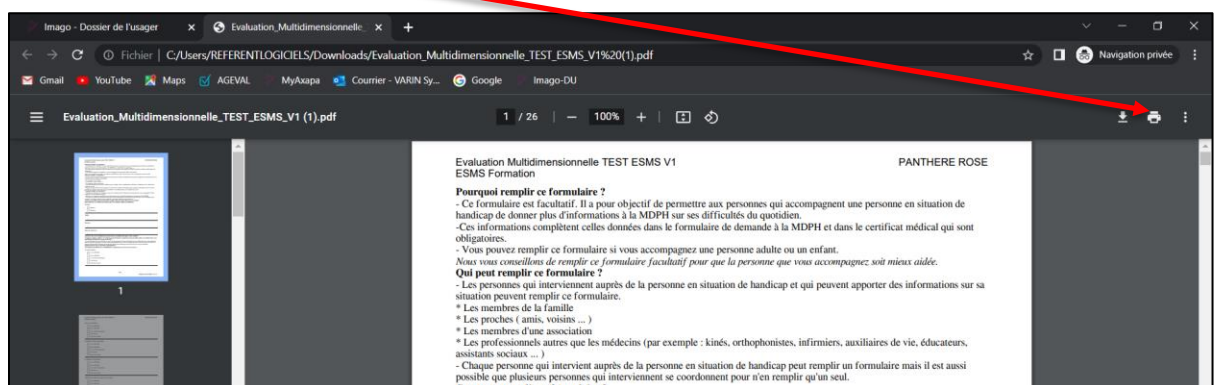 Imago - Dossier de l'usager
Evaluation_Multidimensionnelle_
Fichier | C:/Users/REFERENTLOGICIELS/Downloads/Evaluation_Multidimensionnelle_TEST_ESMS_V1%20(1).pdf
Navigation privée
Gmail YouTube Maps AGEVAL MyAxapa Courrier - VARIN Sy... Google Imago-DU
Evaluation_Multidimensionnelle_TEST_ESMS_V1 (1).pdf
1 / 26 | — 100% + |
Evaluation Multidimensionnelle TEST ESMS V1 PANTHERE ROSE
ESMS Formation
Pourquoi remplir ce formulaire ?
- Ce formulaire est facultatif. Il a pour objectif de permettre aux personnes qui accompagnent une personne en situation de
handicap de donner plus d'informations à la MDPH sur ses difficultés du quotidien.
-Ces informations complètent celles données dans le formulaire de demande à la MDPH et dans le certificat médical qui sont
obligatoires.
- Vous pouvez remplir ce formulaire si vous accompagnez une personne adulte ou un enfant.
Nous vous conseillons de remplir ce formulaire facultatif pour que la personne que vous accompagnez soit mieux aidée.
Qui peut remplir ce formulaire ?
- Les personnes qui interviennent auprès de la personne en situation de handicap et qui peuvent apporter des informations sur sa
situation peuvent remplir ce formulaire.
* Les membres de la famille
* Les proches ( amis, voisins ... )
* Les membres d'une association
* Les professionnels autres que les médecins (par exemple : kinés, orthophonistes, infirmiers, auxiliaires de vie, éducateurs,
assistants sociaux ... )
- Chaque personne qui intervient auprès de la personne en situation de handicap peut remplir un formulaire mais il est aussi
possible que plusieurs personnes qui interviennent se coordonnent pour n'en remplir qu'un seul.
1